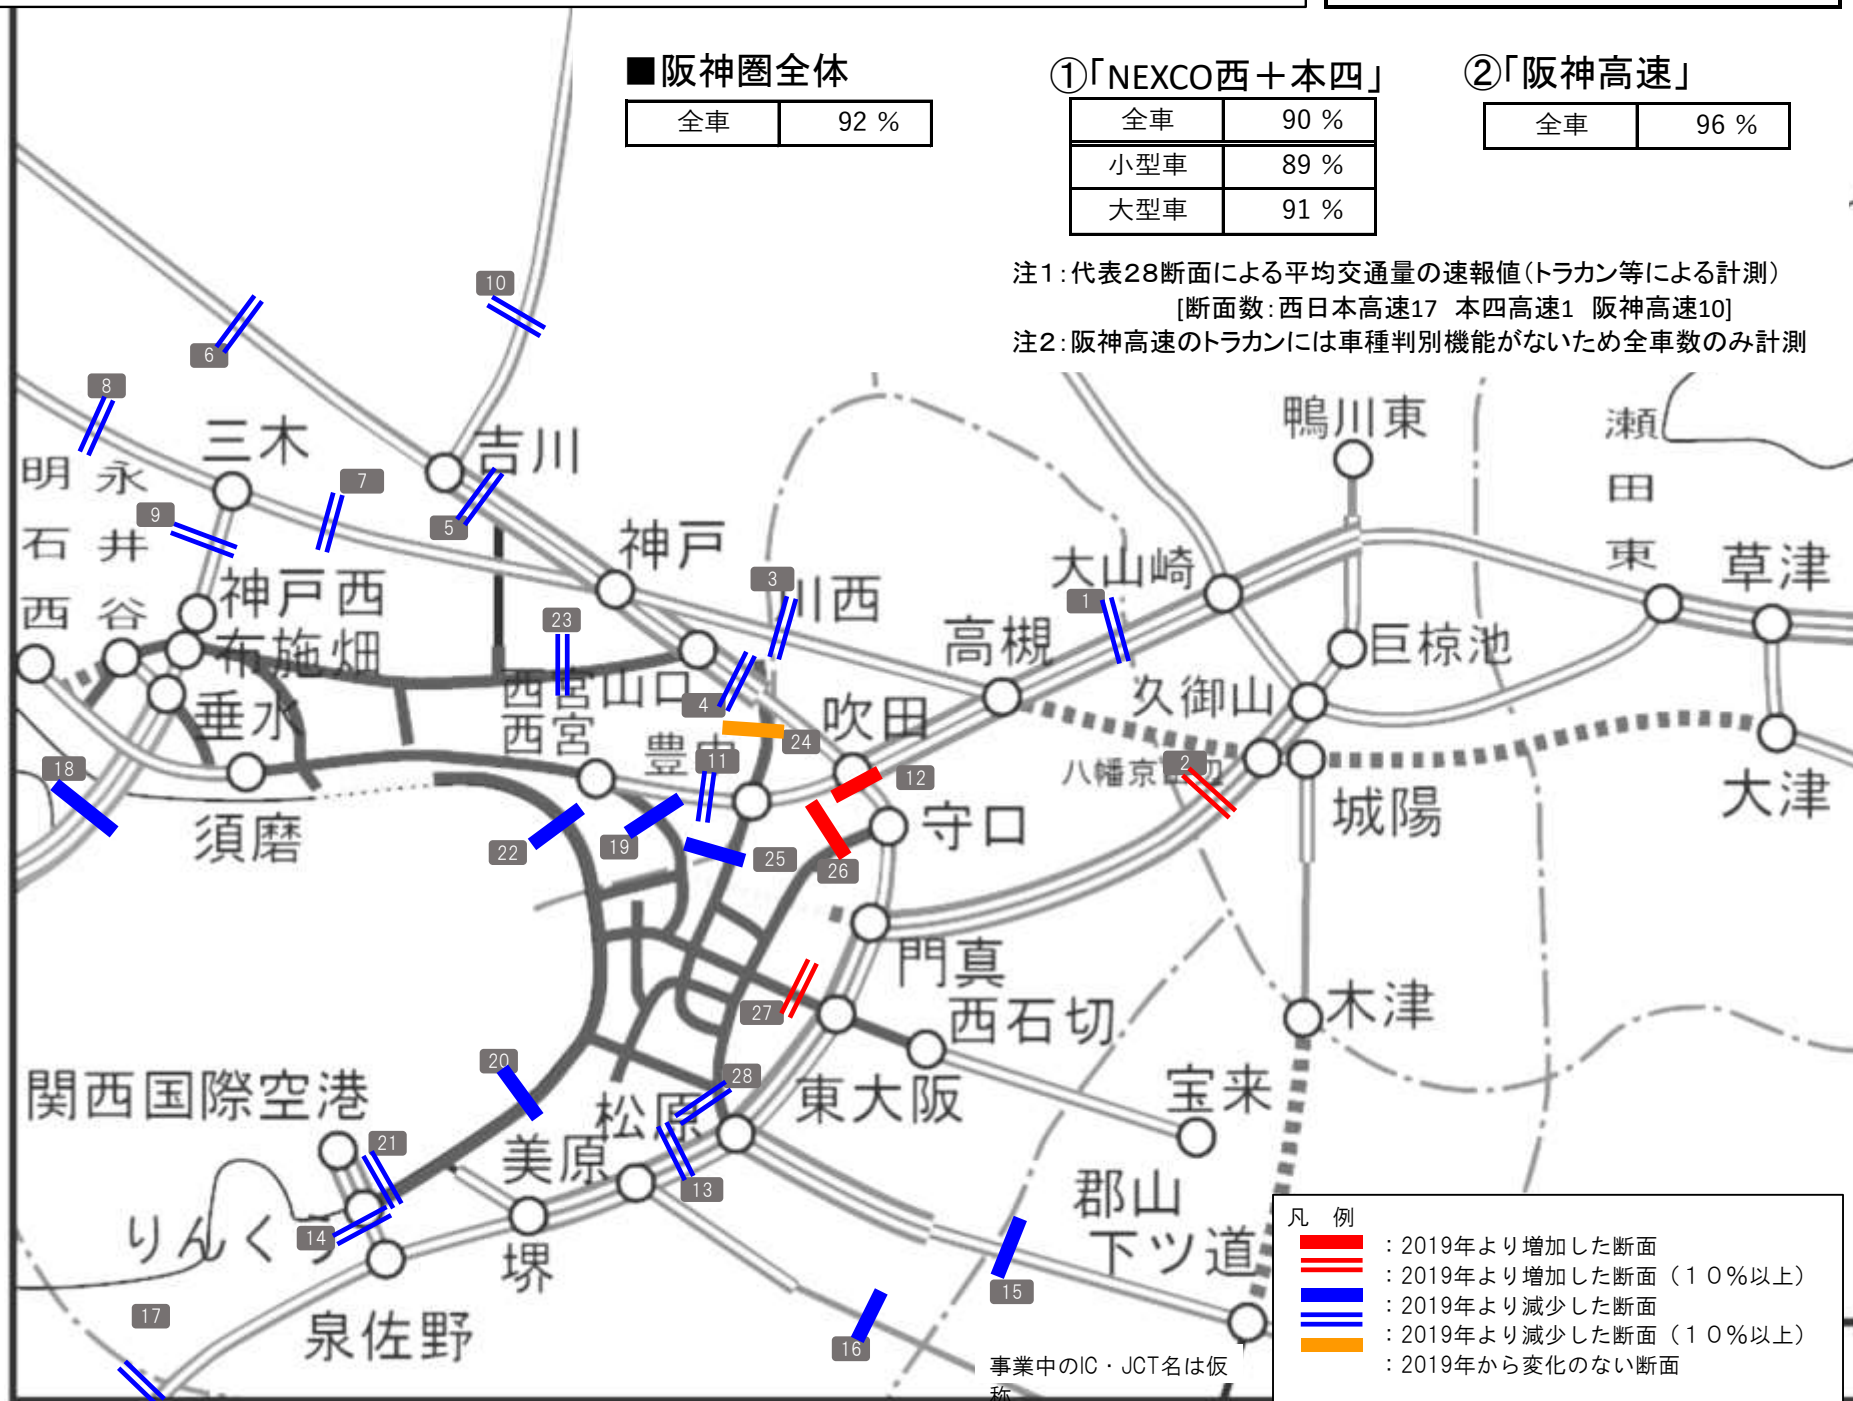 ■阪神圏全体
全車 92 %
①「NEXCO西＋本四」
全車 90 %
小型車 89 %
大型車 91 %
②「阪神高速」
全車 96 %
注1：代表28断面による平均交通量の速報値（トラカン等による計測）
[断面数：西日本高速17 本四高速1 阪神高速10]
注2：阪神高速のトラカンには車種判別機能がないため全車数のみ計測
10
6
8
三木
吉川
7
5
9
明石西
永井谷
神戸
神戸西
布施畑
3
川西
大山崎
1
鴨川東
瀬田東
草津
23
西宮山口
西宮
4
高槻
久御山
巨椋池
垂水
豊中
24
吹田
11
12
八幡京田辺
2
城陽
大津
18
須磨
22
19
25
26
守口
門真
27
西石切
木津
20
28
関西国際空港
松原
東大阪
宝来
21
美原
13
郡山
下ツ道
14
りんくう
堺
15
17
泉佐野
16
事業中のIC・JCT名は仮
称
凡 例
：2019年より増加した断面
：2019年より増加した断面（１０％以上）
：2019年より減少した断面
：2019年より減少した断面（１０％以上）
：2019年から変化のない断面